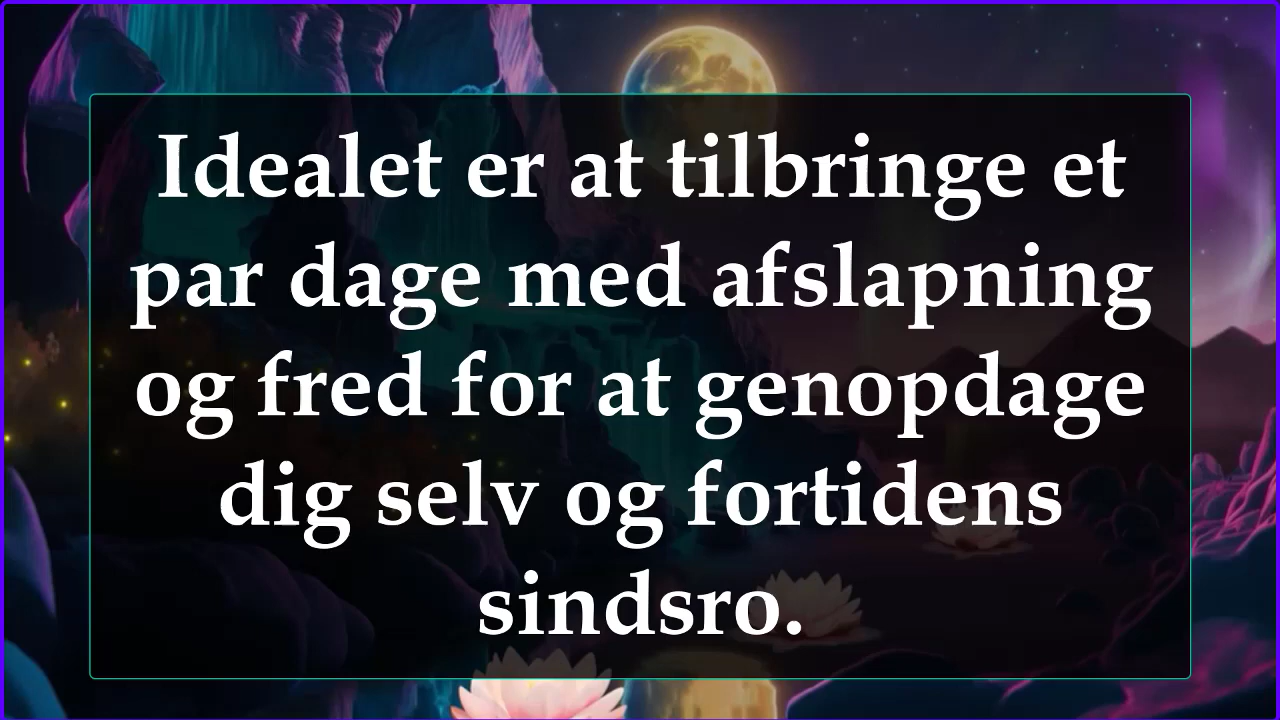 Idealet er at tilbringe et
par dage med afslapning
og fred for at genopdage
dig selv og fortidens
sindsro.